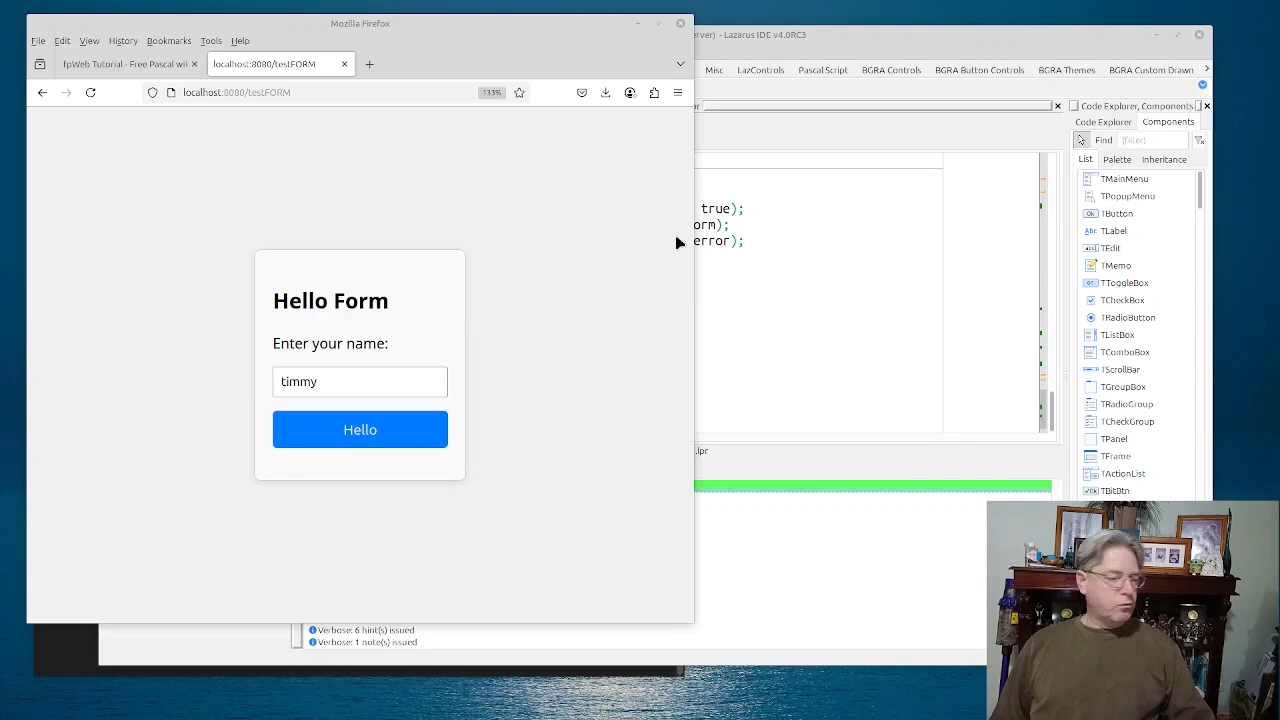 Mozilla Firefox
File Edit View History Bookmarks Tools Help
fpWeb Tutorial - Free Pascal wiki
localhost:8080/testFORM
localhost:8080/testFORM
133%
Hello Form
Enter your name:
timmy
Hello
- Lazarus IDE v4.0RC3
Misc LazControls Pascal Script BGRA Controls BGRA Button Controls BGRA Themes BGRA Custom Drawn
true);
orm);
error);
.lpr
Verbose: 6 hint(s) issued
Verbose: 1 note(s) issued
Code Explorer, Components
Code Explorer Components
Find (filter)
List Palette Inheritance
TMainMenu
TPopupMenu
TButton
TLabel
TEdit
TMemo
TToggleBox
TCheckBox
TRadioButton
TListBox
TComboBox
TScrollBar
TGroupBox
TRadioGroup
TCheckGroup
TPanel
TFrame
TActionList
TBitBtn